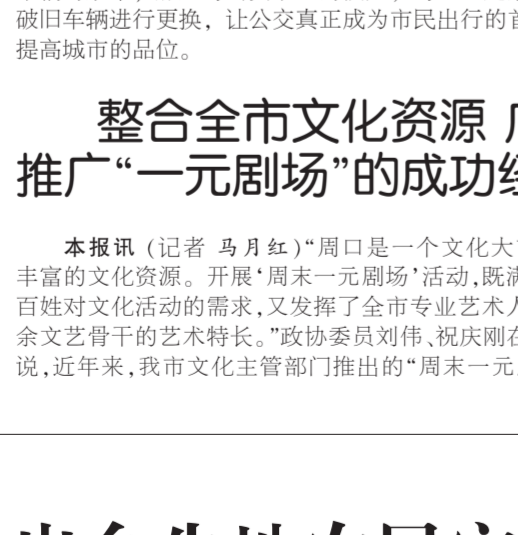 破旧车辆进行更换，让公交真正成为市民出行的首
提高城市的品位。
整合全市文化资源
推广“一元剧场”的成功经
本报讯 (记者 马月红)“周口是一个文化大
丰富的文化资源。开展‘周末一元剧场’活动,既满
百姓对文化活动的需求,又发挥了全市专业艺术人
余文艺骨干的艺术特长。”政协委员刘伟、祝庆刚在
说,近年来,我市文化主管部门推出的“周末一元